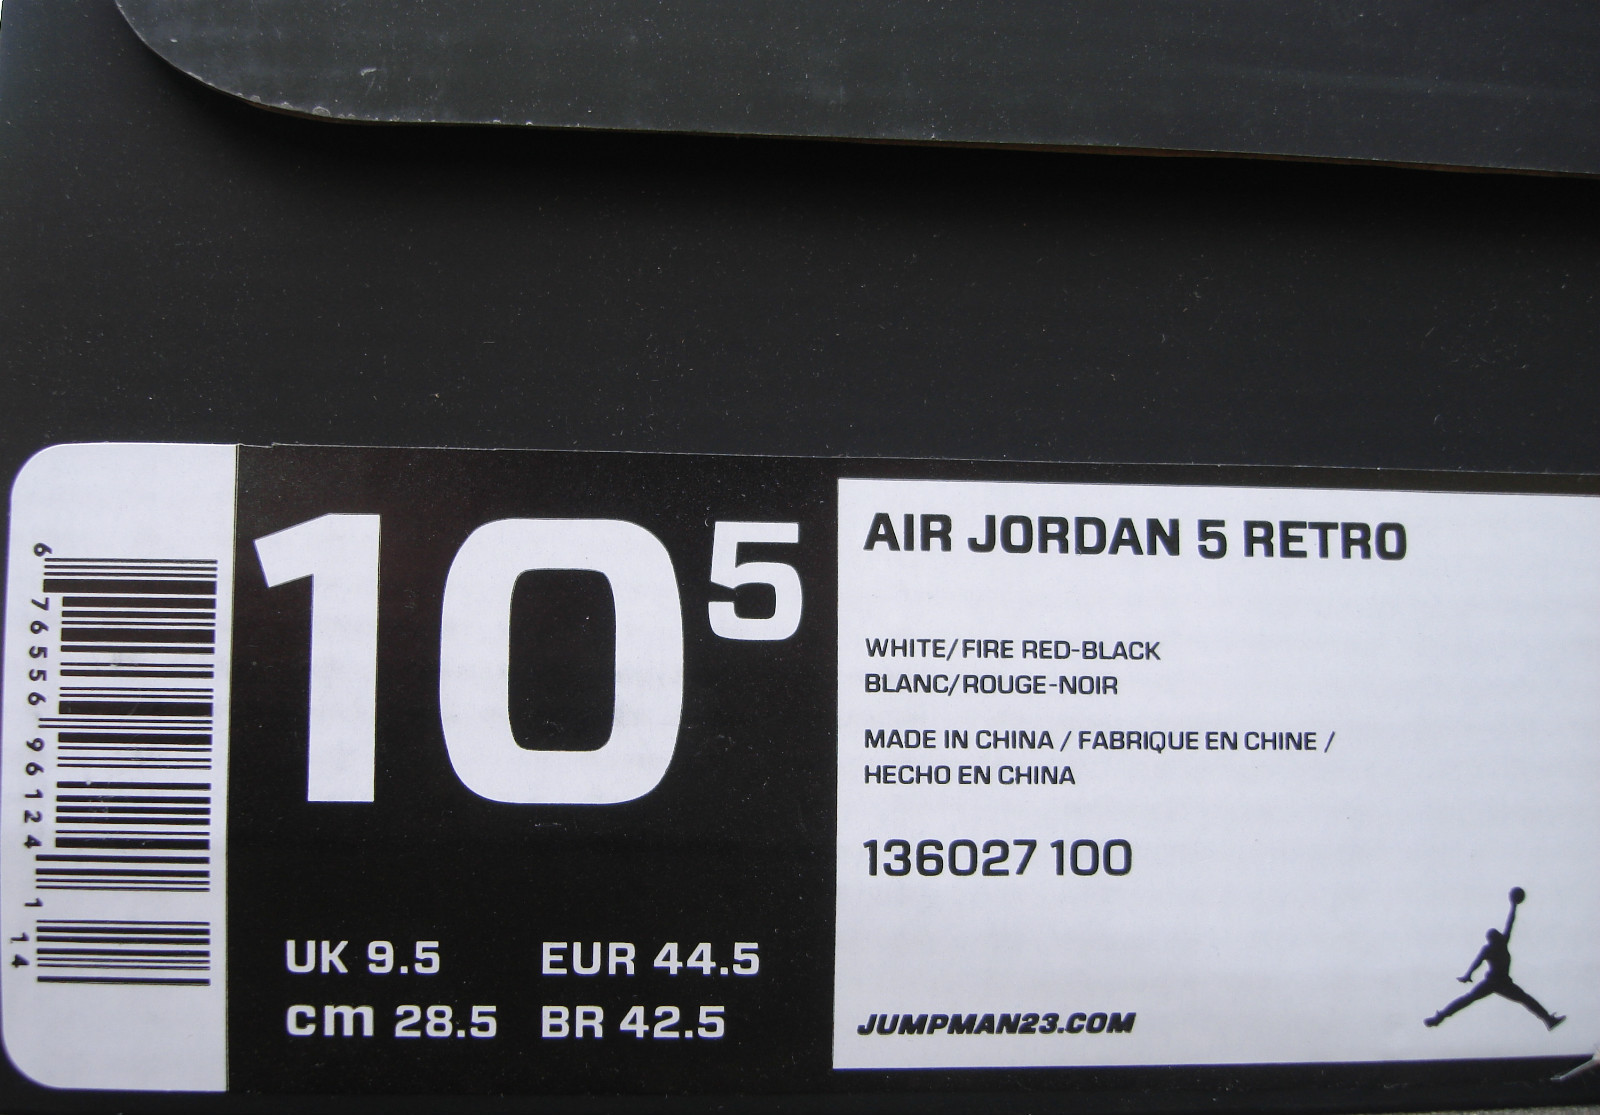 6 76556 96124 1 14
10 5
UK 9.5 EUR 44.5
cm 28.5 BR 42.5
AIR JORDAN 5 RETRO
WHITE/FIRE RED-BLACK
BLANC/ROUGE-NOIR
MADE IN CHINA / FABRIQUE EN CHINE /
HECHO EN CHINA
136027 100
JUMPMAN23.COM